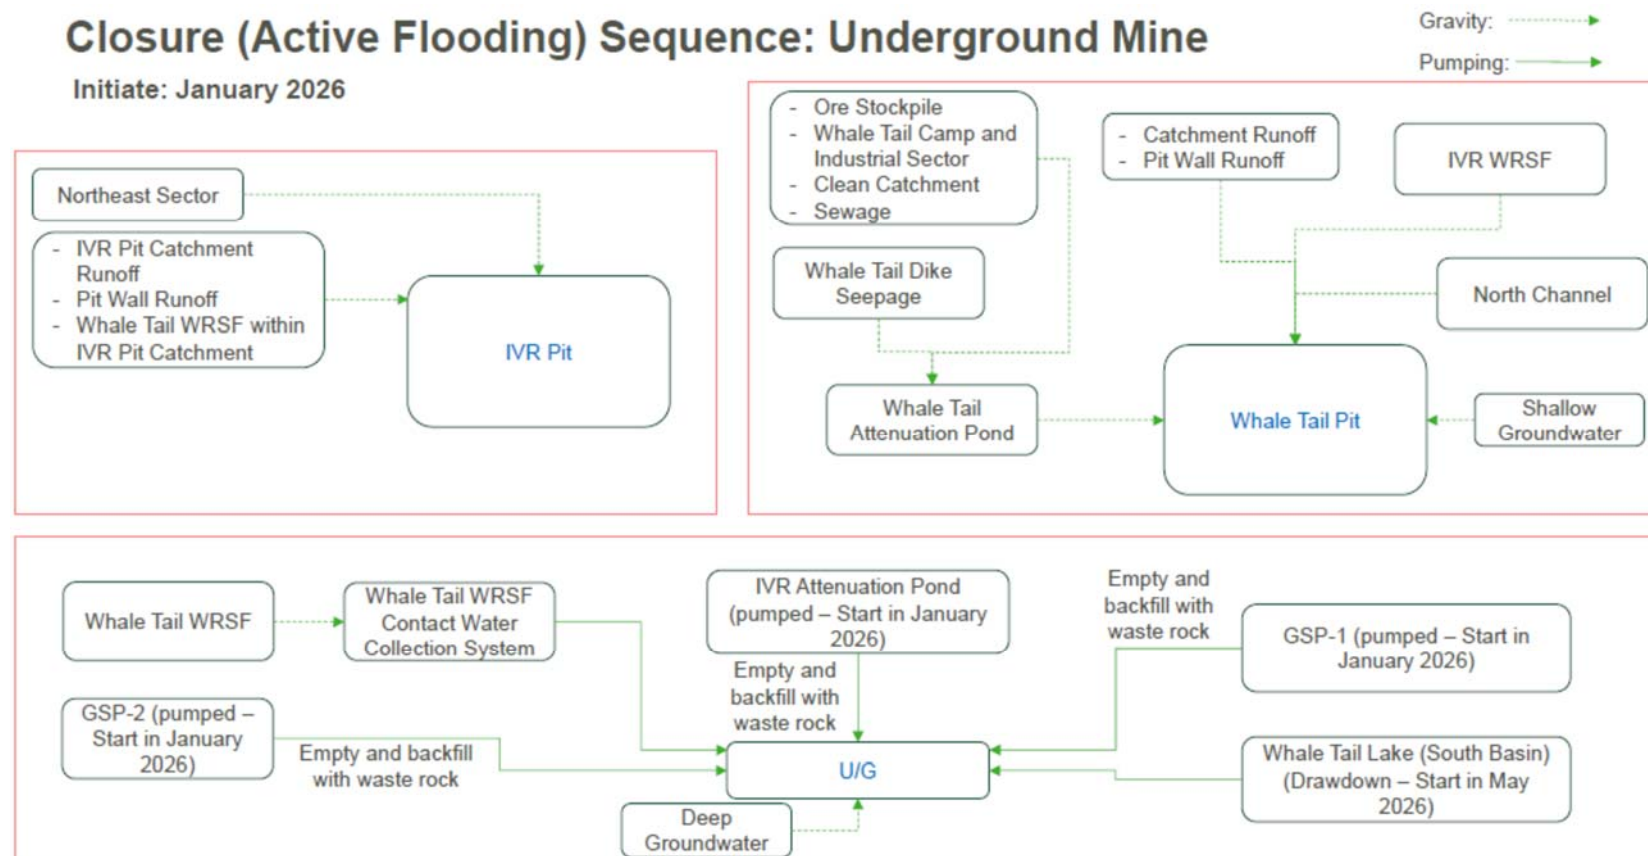 Closure (Active Flooding) Sequence: Underground Mine
Initiate: January 2026
Gravity:
Pumping:
Northeast Sector
- IVR Pit Catchment
Runoff
- Pit Wall Runoff
- Whale Tail WRSF within
IVR Pit Catchment
IVR Pit
- Ore Stockpile
- Whale Tail Camp and
Industrial Sector
- Clean Catchment
- Sewage
- Catchment Runoff
- Pit Wall Runoff
IVR WRSF
Whale Tail Dike
Seepage
North Channel
Whale Tail
Attenuation Pond
Whale Tail Pit
Shallow
Groundwater
Whale Tail WRSF
Whale Tail WRSF
Contact Water
Collection System
IVR Attenuation Pond
(pumped – Start in January
2026)
Empty and
backfill with
waste rock
Empty and
backfill with
waste rock
GSP-1 (pumped – Start in
January 2026)
GSP-2 (pumped –
Start in January
2026)
Empty and backfill
with waste rock
U/G
Whale Tail Lake (South Basin)
(Drawdown – Start in May
2026)
Deep
Groundwater